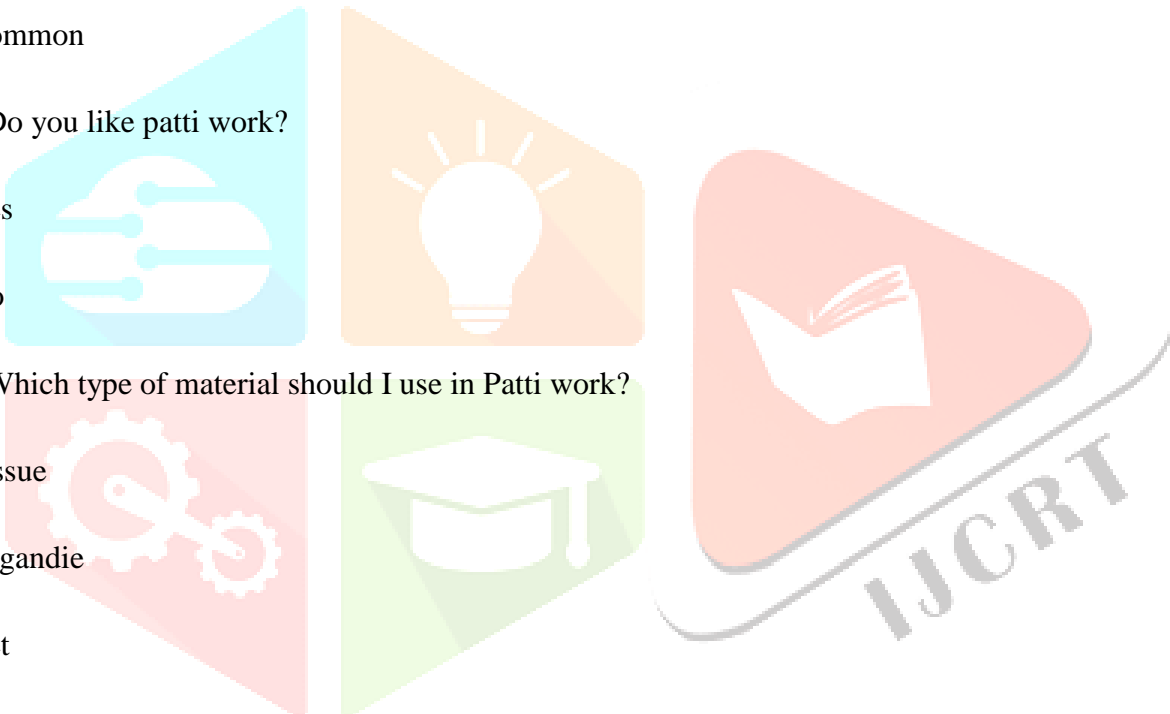 ommon
Do you like patti work?
s
Which type of material should I use in Patti work?
ssue
gandie
t
IJCRT